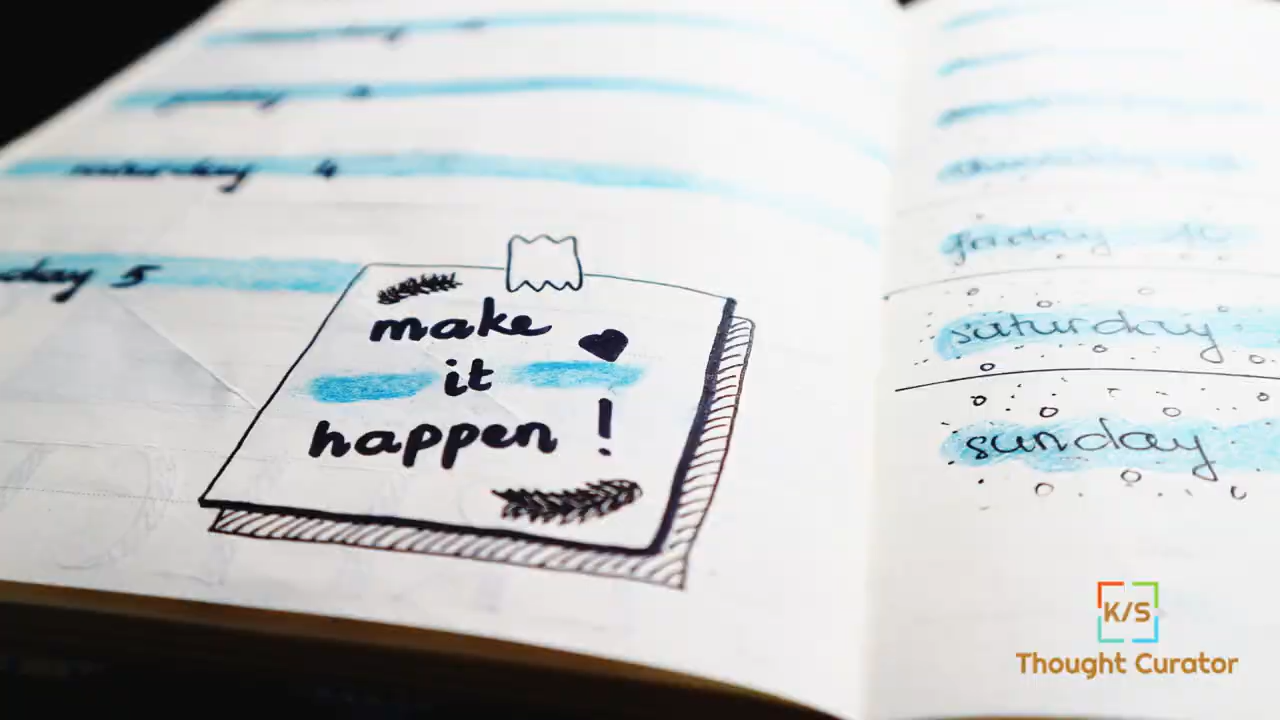 saturday 4
day 5
make
it
happen !
friday
saturday
sunday
K/S
Thought Curator